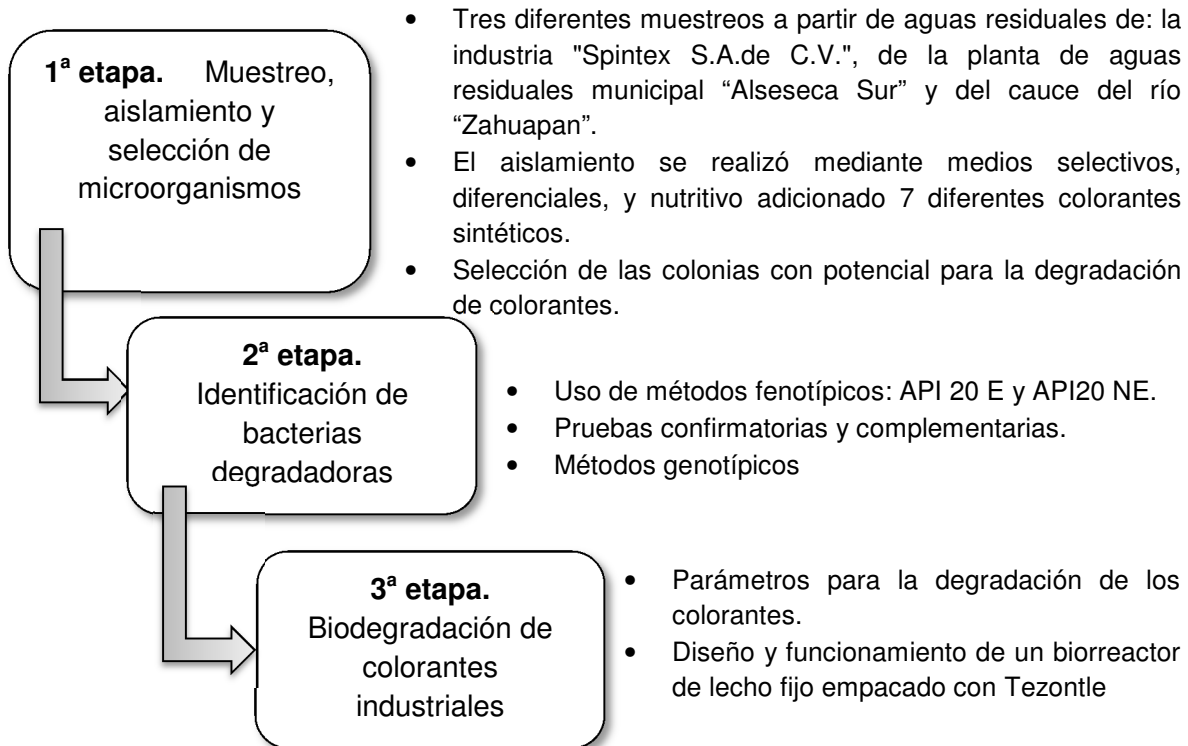 1ª etapa. Muestreo,
aislamiento y
selección de
microorganismos
• Tres diferentes muestreos a partir de aguas residuales de: la
industria "Spintex S.A.de C.V.", de la planta de aguas
residuales municipal “Alseseca Sur” y del cauce del río
“Zahuapan”.
• El aislamiento se realizó mediante medios selectivos,
diferenciales, y nutritivo adicionado 7 diferentes colorantes
sintéticos.
• Selección de las colonias con potencial para la degradación
de colorantes.
2ª etapa.
Identificación de
bacterias
degradadoras
• Uso de métodos fenotípicos: API 20 E y API20 NE.
• Pruebas confirmatorias y complementarias.
• Métodos genotípicos
3ª etapa.
Biodegradación de
colorantes
industriales
• Parámetros para la degradación de los
colorantes.
• Diseño y funcionamiento de un biorreactor
de lecho fijo empacado con Tezontle